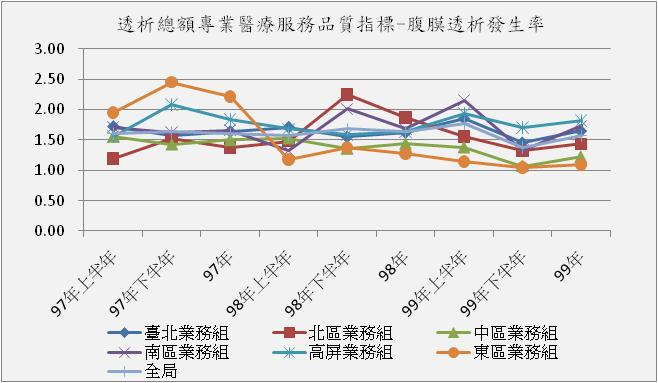 透析總額專業醫療服務品質指標-腹膜透析發生率
3.00
2.50
2.00
1.50
1.00
0.50
0.00
97年上半年 97年下半年 97年 98年上半年 98年下半年 98年 99年上半年 99年下半年 99年
臺北業務組 北區業務組 中區業務組
南區業務組 高屏業務組 東區業務組
全局